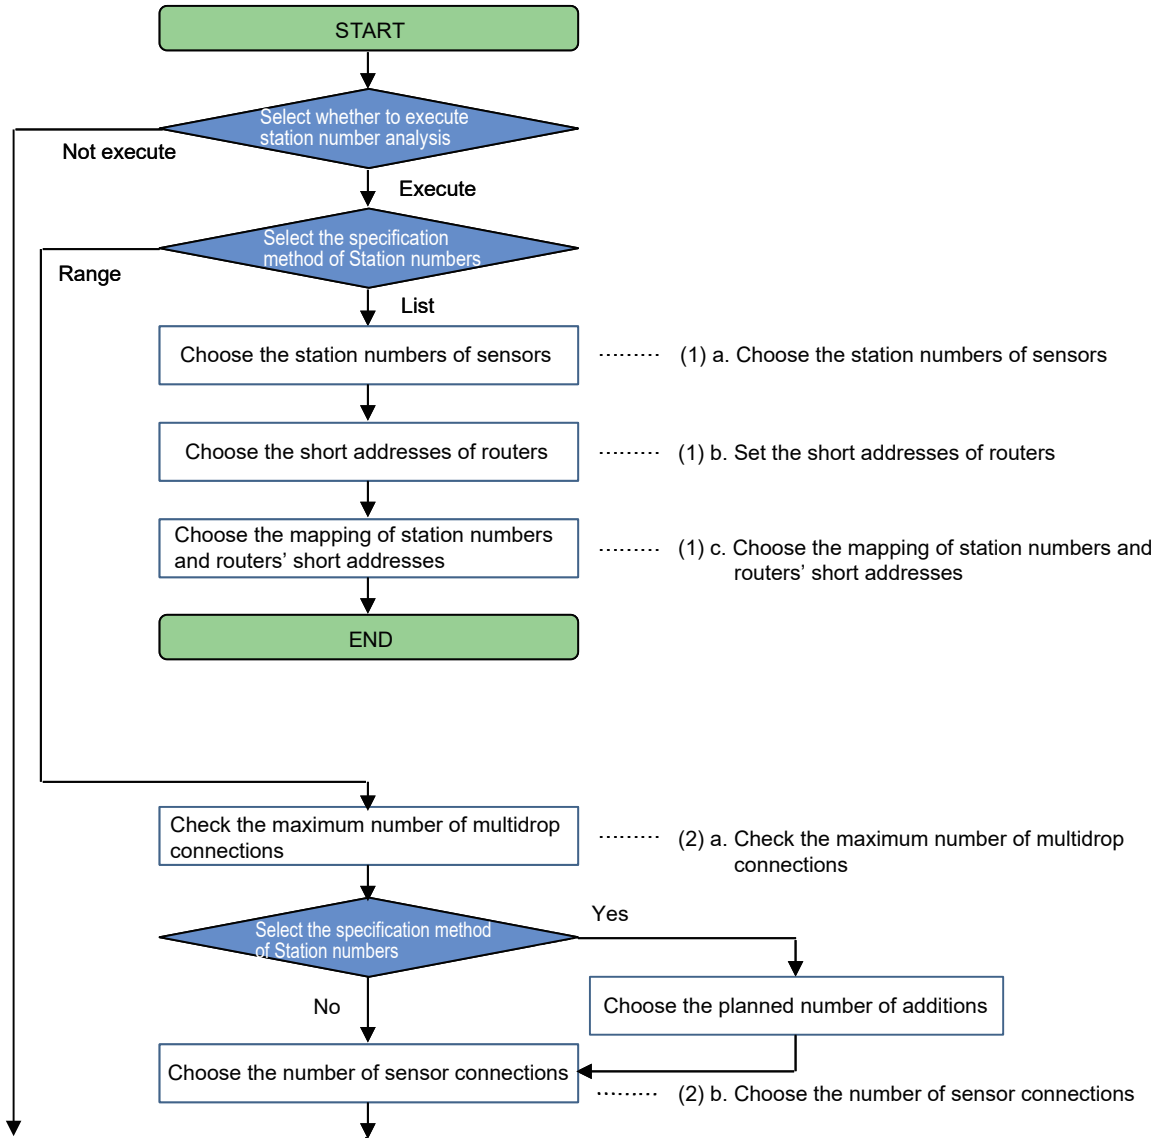 START
Select whether to execute
station number analysis
Not execute
Execute
Select the specification
method of Station numbers
Range
List
Choose the station numbers of sensors
(1) a. Choose the station numbers of sensors
Choose the short addresses of routers
(1) b. Set the short addresses of routers
Choose the mapping of station numbers
and routers’ short addresses
(1) c. Choose the mapping of station numbers and
routers’ short addresses
END
Check the maximum number of multidrop
connections
(2) a. Check the maximum number of multidrop
connections
Select the specification method
of Station numbers
Yes
No
Choose the planned number of additions
Choose the number of sensor connections
(2) b. Choose the number of sensor connections